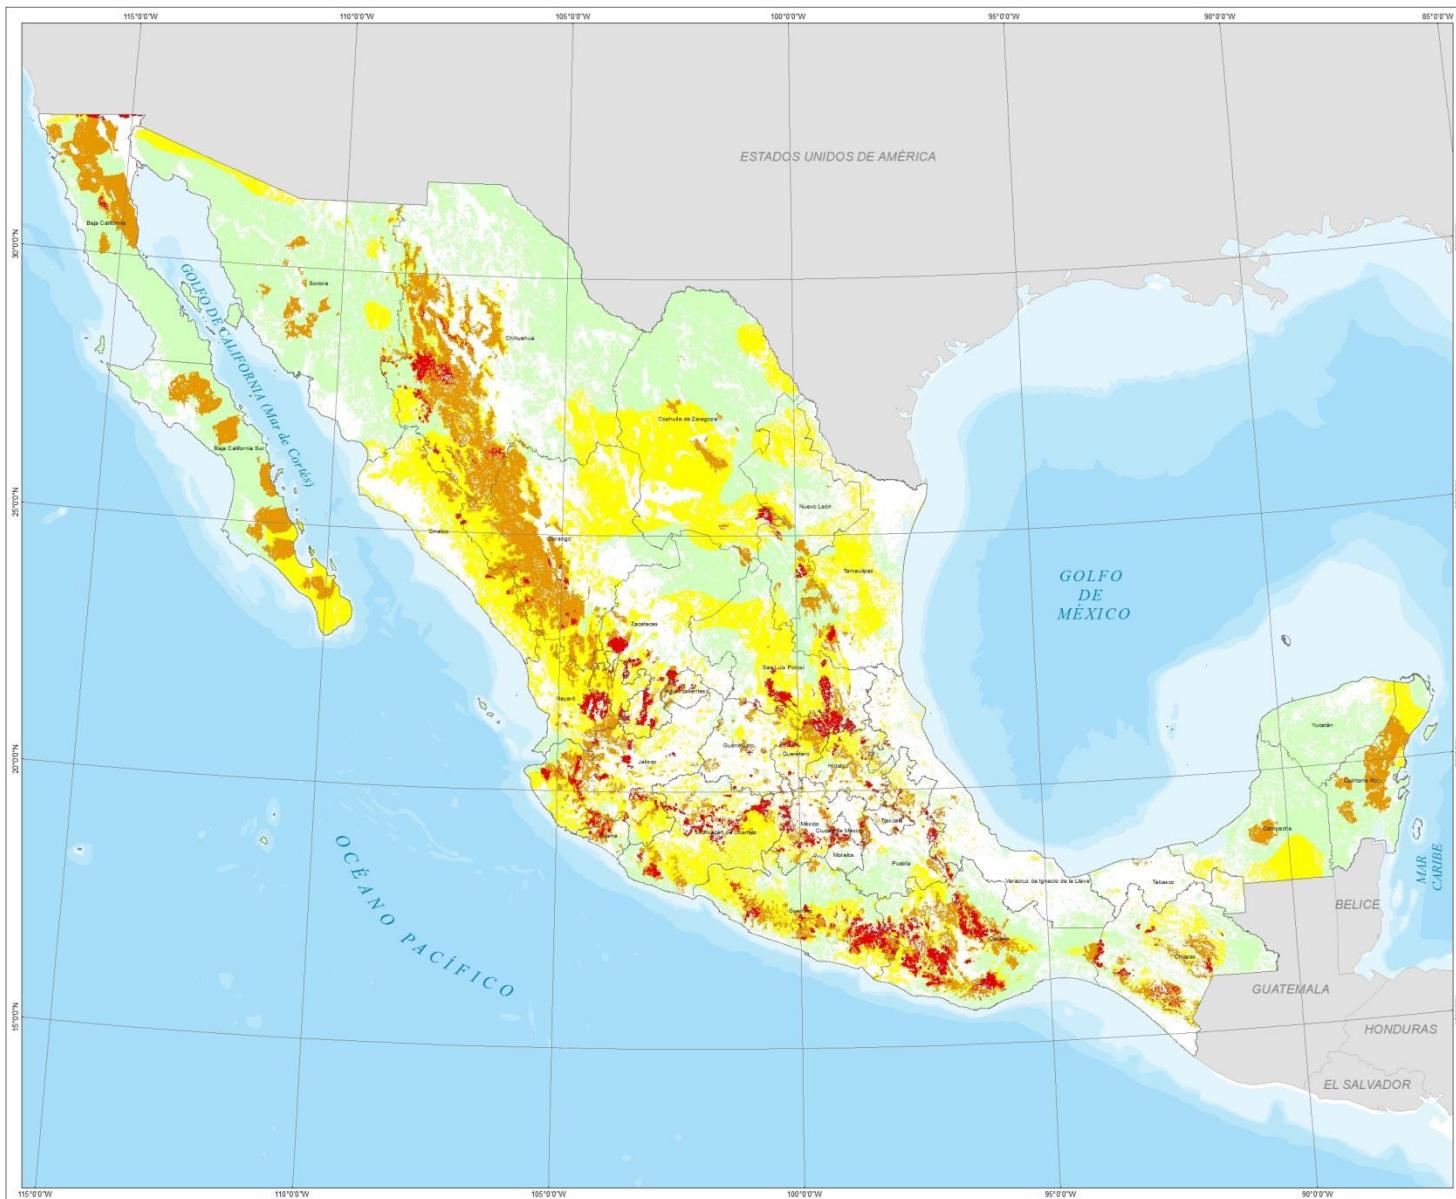 115°0'0"W
110°0'0"W
105°0'0"W
100°0'0"W
95°0'0"W
90°0'0"W
85°0'0"W
ESTADOS UNIDOS DE AMÉRICA
Baja California
30°0'0"N
GOLFO DE CALIFORNIA (Mar de Cortés)
Sonora
Chihuahua
Coahuila de Zaragoza
Baja California Sur
25°0'0"N
Nuevo León
Sinaloa
Durango
Tamaulipas
GOLFO
DE
MÉXICO
Zacatecas
San Luis Potosí
Nayarit
Aguascalientes
Yucatán
20°0'0"N
Guanajuato
Querétaro
Jalisco
Hidalgo
Quintana Roo
México
Tlaxcala
Ciudad de México
Michoacán de Ocampo
Colima
Campeche
Morelos
Puebla
Veracruz de Ignacio de la Llave
Tabasco
MAR
CARIBE
BELICE
Guerrero
Oaxaca
Chiapas
OCÉANO PACÍFICO
GUATEMALA
15°0'0"N
HONDURAS
EL SALVADOR
115°0'0"W
110°0'0"W
105°0'0"W
100°0'0"W
95°0'0"W
90°0'0"W